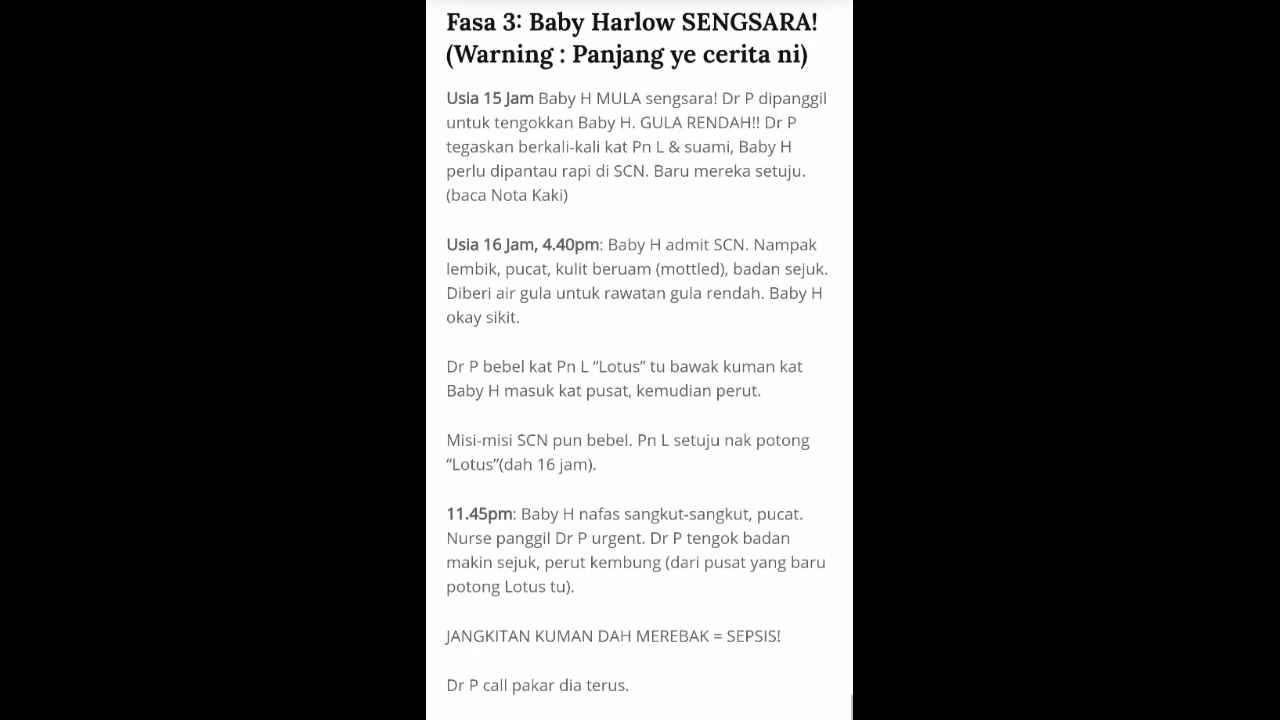 Fasa 3: Baby Harlow SENGSARA!
(Warning : Panjang ye cerita ni)
Usia 15 Jam Baby H MULA sengsara! Dr P dipanggil
untuk tengokkan Baby H. GULA RENDAH!! Dr P
tegaskan berkali-kali kat Pn L & suami, Baby H
perlu dipantau rapi di SCN. Baru mereka setuju.
(baca Nota Kaki)
Usia 16 Jam, 4.40pm: Baby H admit SCN. Nampak
lembik, pucat, kulit beruam (mottled), badan sejuk.
Diberi air gula untuk rawatan gula rendah. Baby H
okay sikit.
Dr P bebel kat Pn L “Lotus” tu bawak kuman kat
Baby H masuk kat pusat, kemudian perut.
Misi-misi SCN pun bebel. Pn L setuju nak potong
“Lotus”(dah 16 jam).
11.45pm: Baby H nafas sangkut-sangkut, pucat.
Nurse panggil Dr P urgent. Dr P tengok badan
makin sejuk, perut kembung (dari pusat yang baru
potong Lotus tu).
JANGKITAN KUMAN DAH MEREBAK = SEPSIS!
Dr P call pakar dia terus.